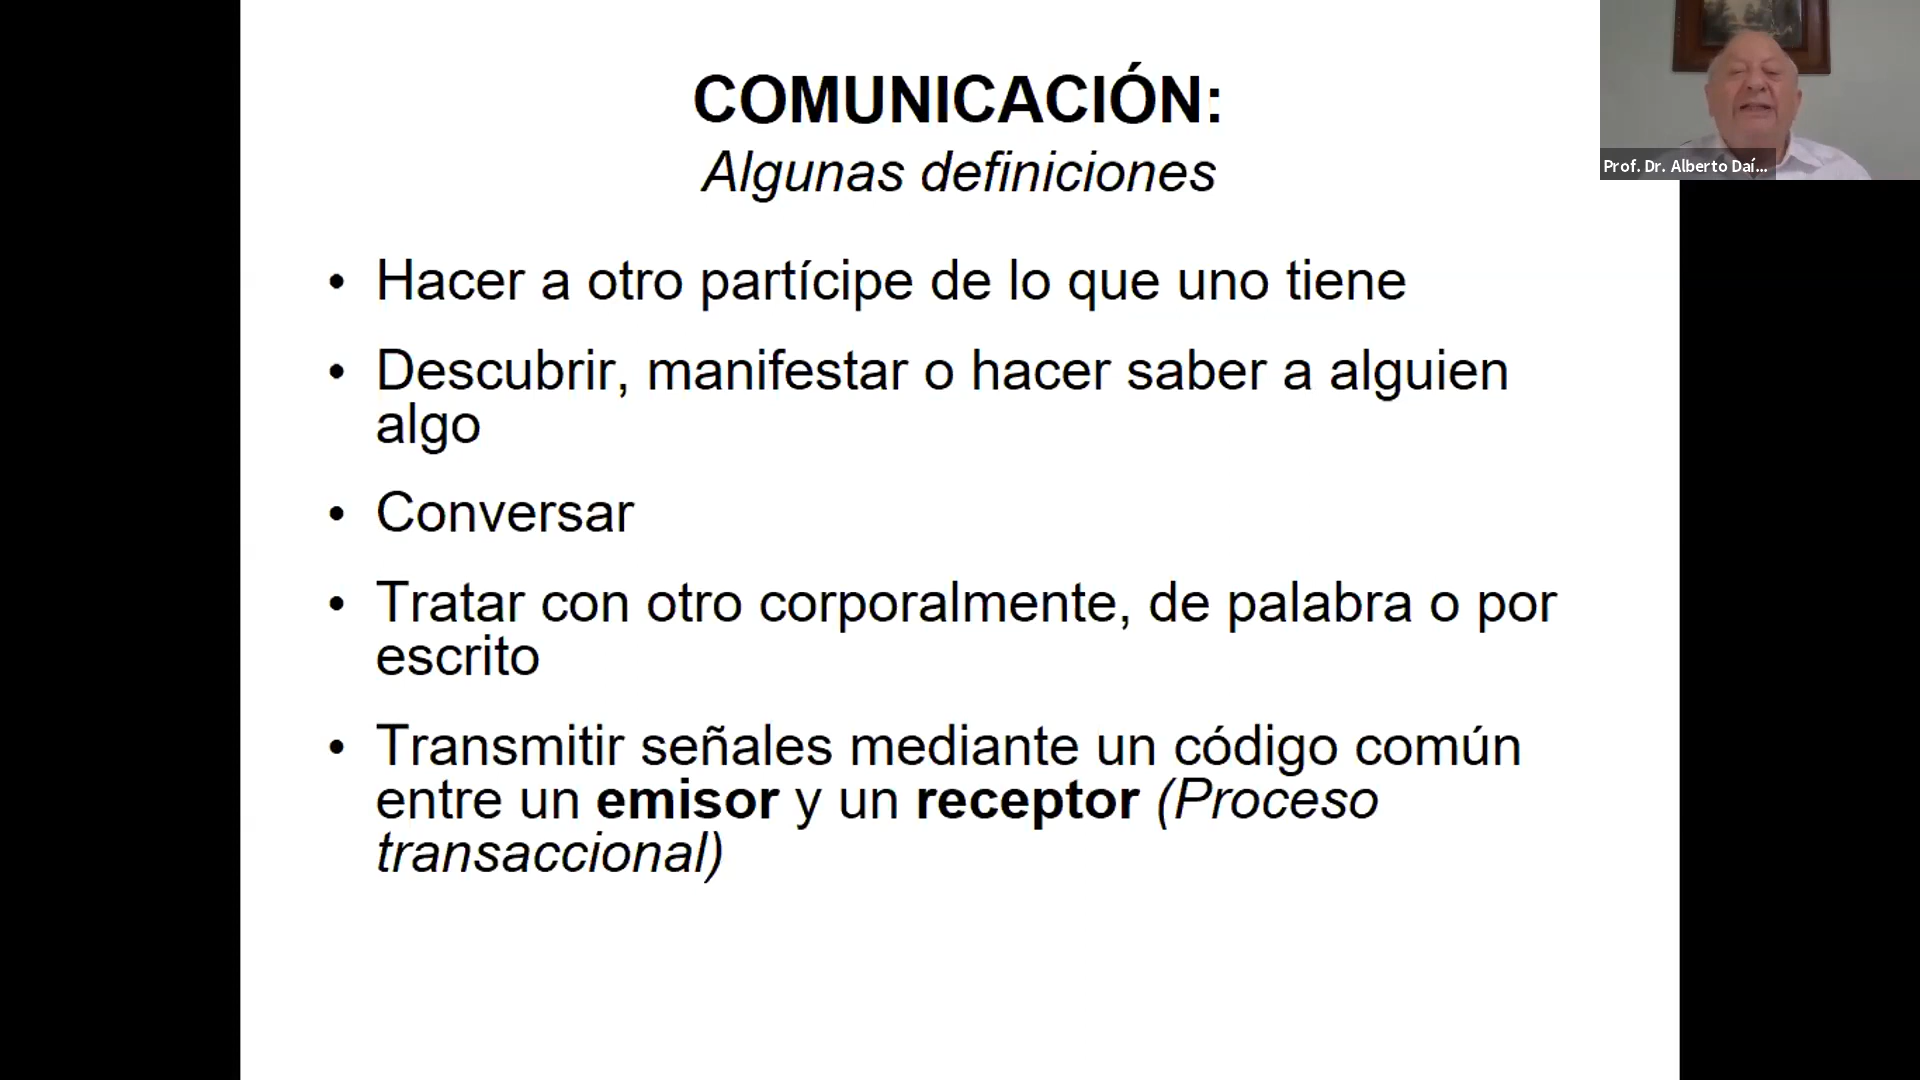 COMUNICACIÓN:
Algunas definiciones
Prof. Dr. Alberto Daí...
• Hacer a otro partícipe de lo que uno tiene
• Descubrir, manifestar o hacer saber a alguien
algo
• Conversar
• Tratar con otro corporalmente, de palabra o por
escrito
• Transmitir señales mediante un código común
entre un emisor y un receptor (Proceso
transaccional)